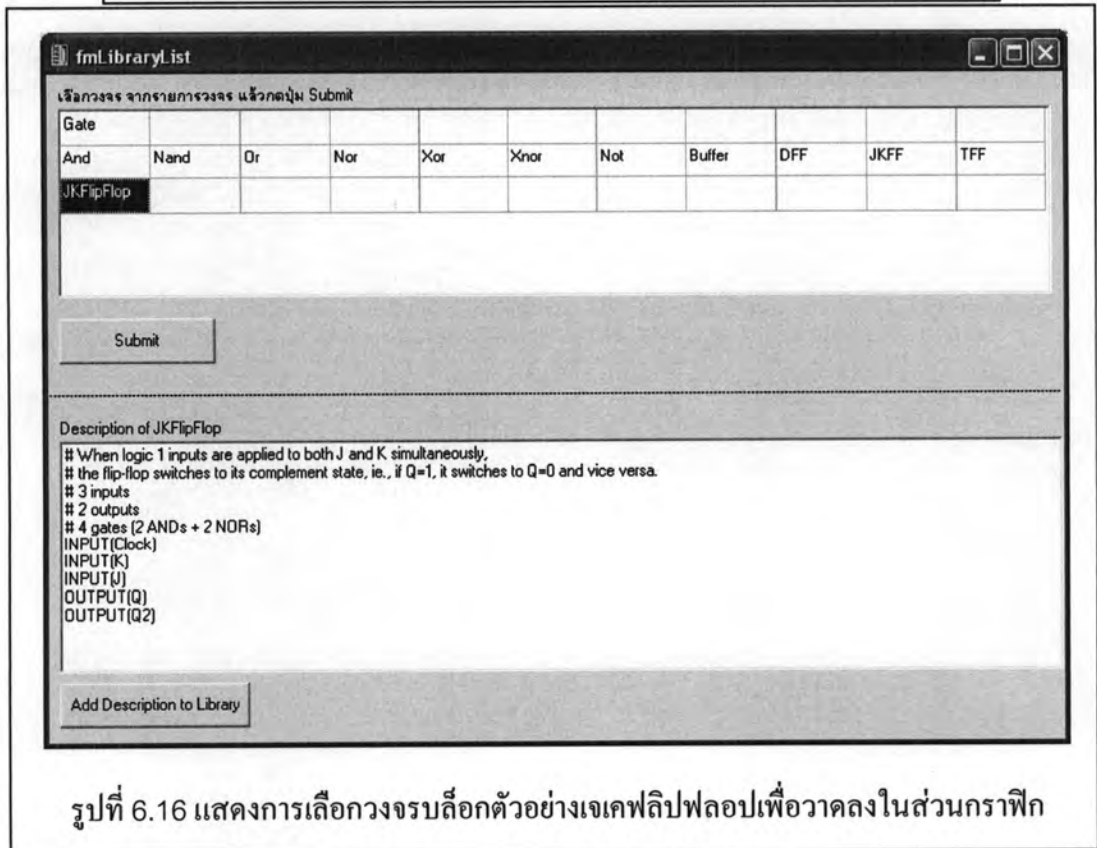 fmLibraryList
เลือกวงจร จากรายการวงจร แล้วกดปุ่ม Submit
Gate
And Nand Or Nor Xor Xnor Not Buffer DFF JKFF TFF
JKFlipFlop
Submit
Description of JKFlipFlop
# When logic 1 inputs are applied to both J and K simultaneously,
# the flip-flop switches to its complement state, ie., if Q=1, it switches to Q=0 and vice versa.
# 3 inputs
# 2 outputs
# 4 gates (2 ANDs + 2 NORs)
INPUT(Clock)
INPUT(K)
INPUT(J)
OUTPUT(Q)
OUTPUT(Q2)
Add Description to Library
รูปที่ 6.16 แสดงการเลือกวงจรบล็อกตัวอย่างเจเคฟลิปฟลอปเพื่อวาดลงในส่วนกราฟิก